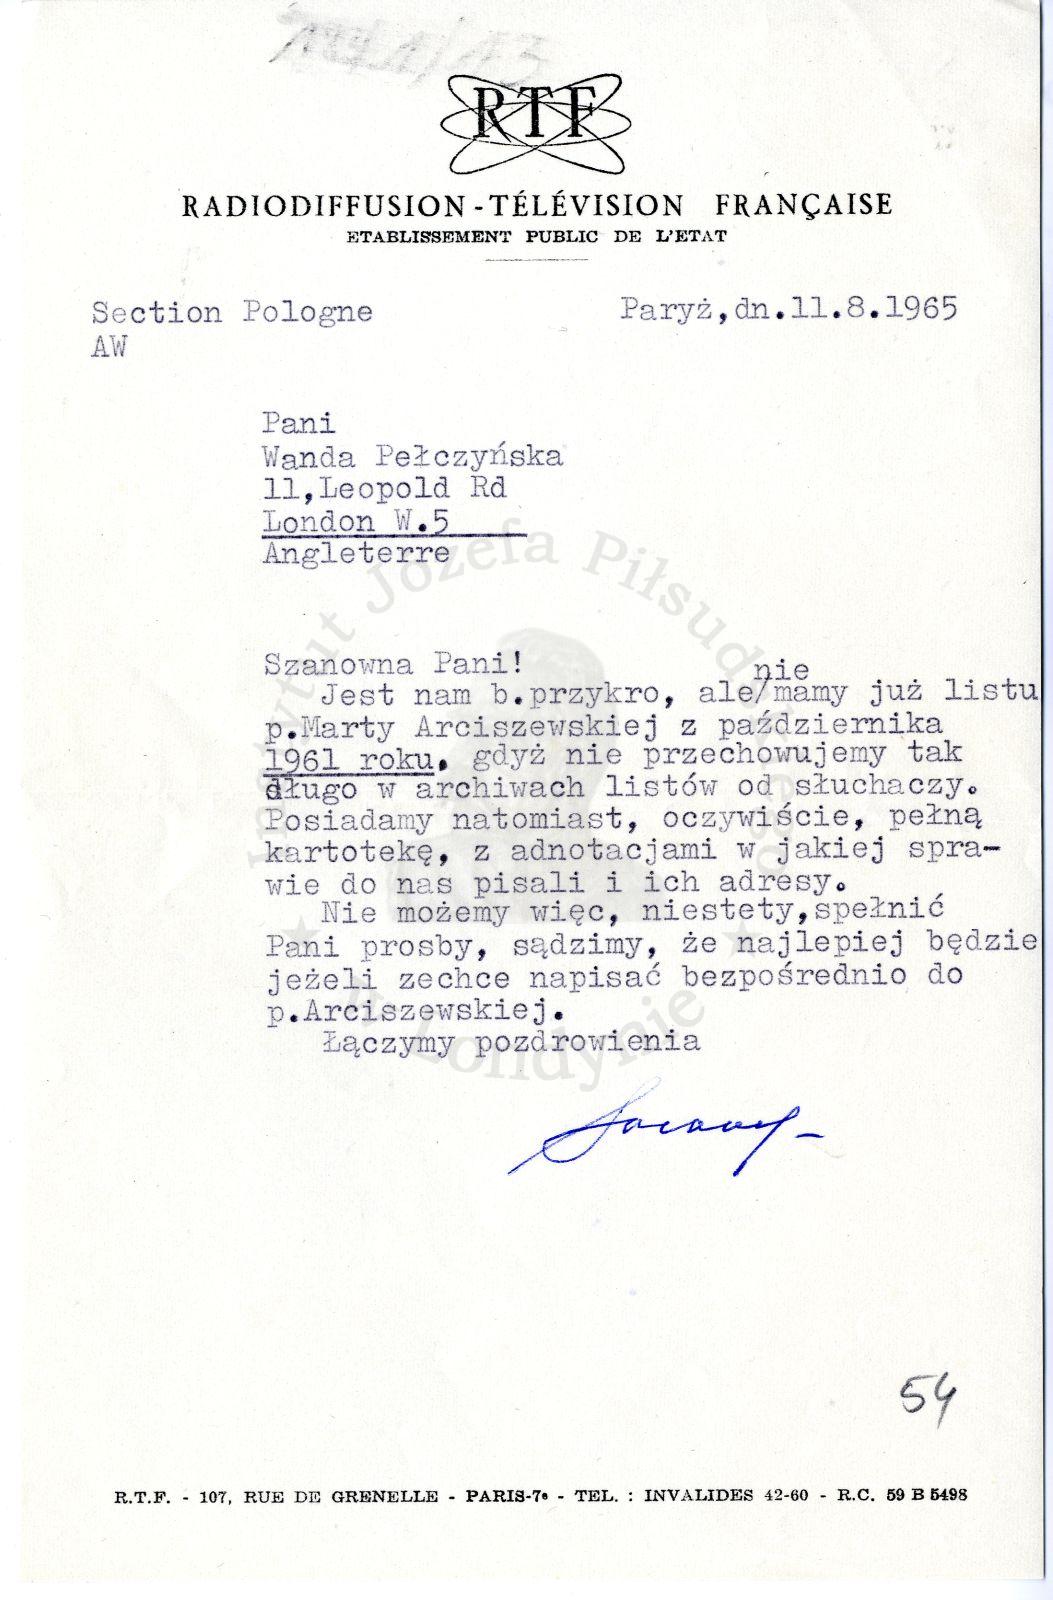 RTF
RADIODIFFUSION-TÉLÉVISION FRANÇAISE
ETABLISSEMENT PUBLIC DE L'ETAT
Section Pologne
Paryż,dn.11.8.1965
AW
Pani
Wanda Pełczyńska
11,Leopold Rd
London W.5
Angleterre
Szanowna Pani!
nie
Jest nam b.przykro, ale/mamy już listu
p.Marty Arciszewskiej z października
1961 roku, gdyż nie przechowujemy tak
długo w archiwach listów od słuchaczy.
Posiadamy natomiast, oczywiście, pełną
kartotekę, z adnotacjami w jakiej spra-
wie do nas pisali i ich adresy.
Nie możemy więc, niestety,spełnić
Pani prosby, sądzimy, że najlepiej będzie
jeżeli zechce napisać bezpośrednio do
p.Arciszewskiej.
Łączymy pozdrowienia
54
R.T.F. - 107, RUE DE GRENELLE - PARIS-7e - TEL. : INVALIDES 42-60 - R.C. 59 B 5498
Instytut Józefa Piłsudskiego
w Londynie